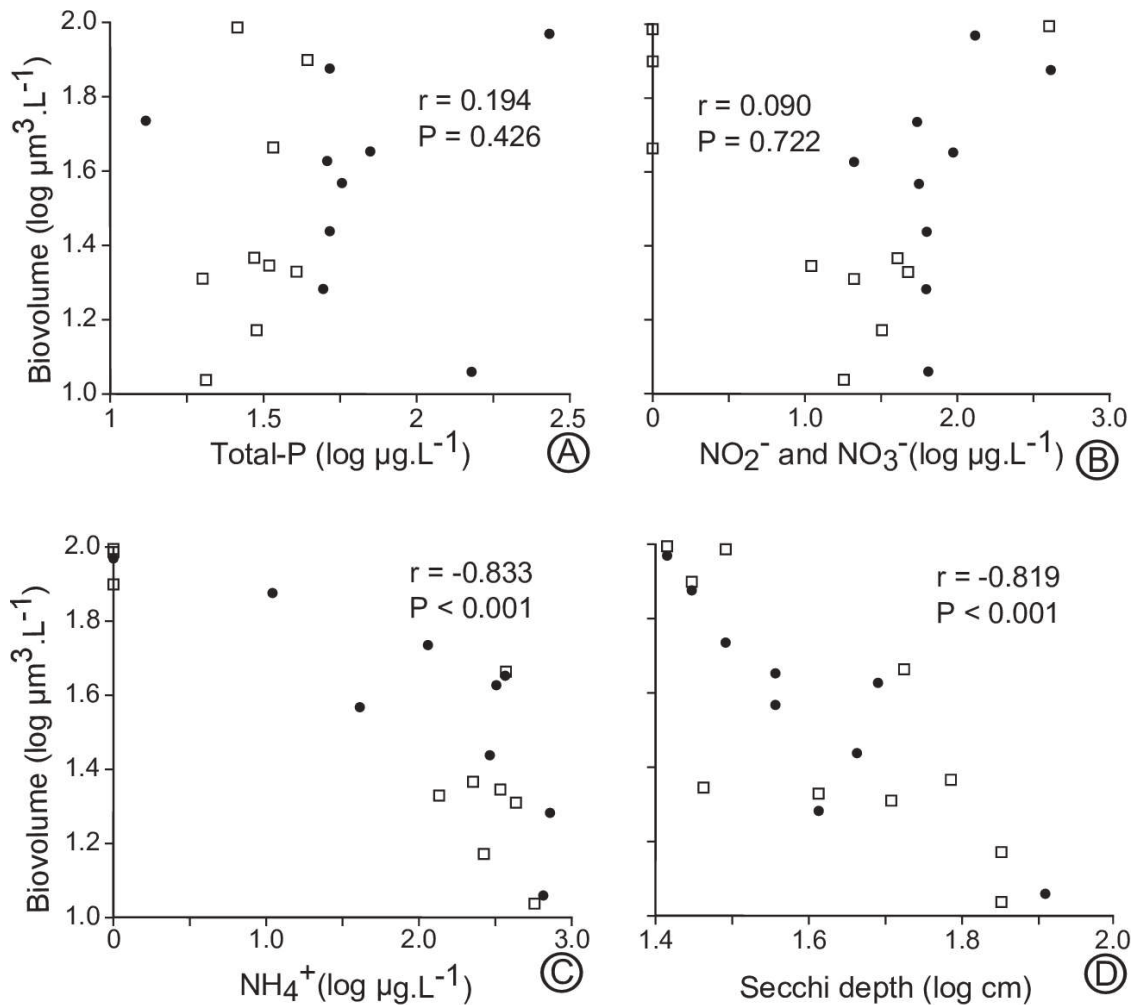 Biovolume (log µm³.L⁻¹)
2.0
1.8
1.6
1.4
1.2
1.0
1
1.5
2
2.5
r = 0.194
P = 0.426
Total-P (log µg.L⁻¹)
A
0
1.0
2.0
3.0
r = 0.090
P = 0.722
NO₂⁻ and NO₃⁻(log µg.L⁻¹)
B
Biovolume (log µm³.L⁻¹)
2.0
1.8
1.6
1.4
1.2
1.0
0
1.0
2.0
3.0
r = -0.833
P < 0.001
NH₄⁺(log µg.L⁻¹)
C
1.4
1.6
1.8
2.0
r = -0.819
P < 0.001
Secchi depth (log cm)
D